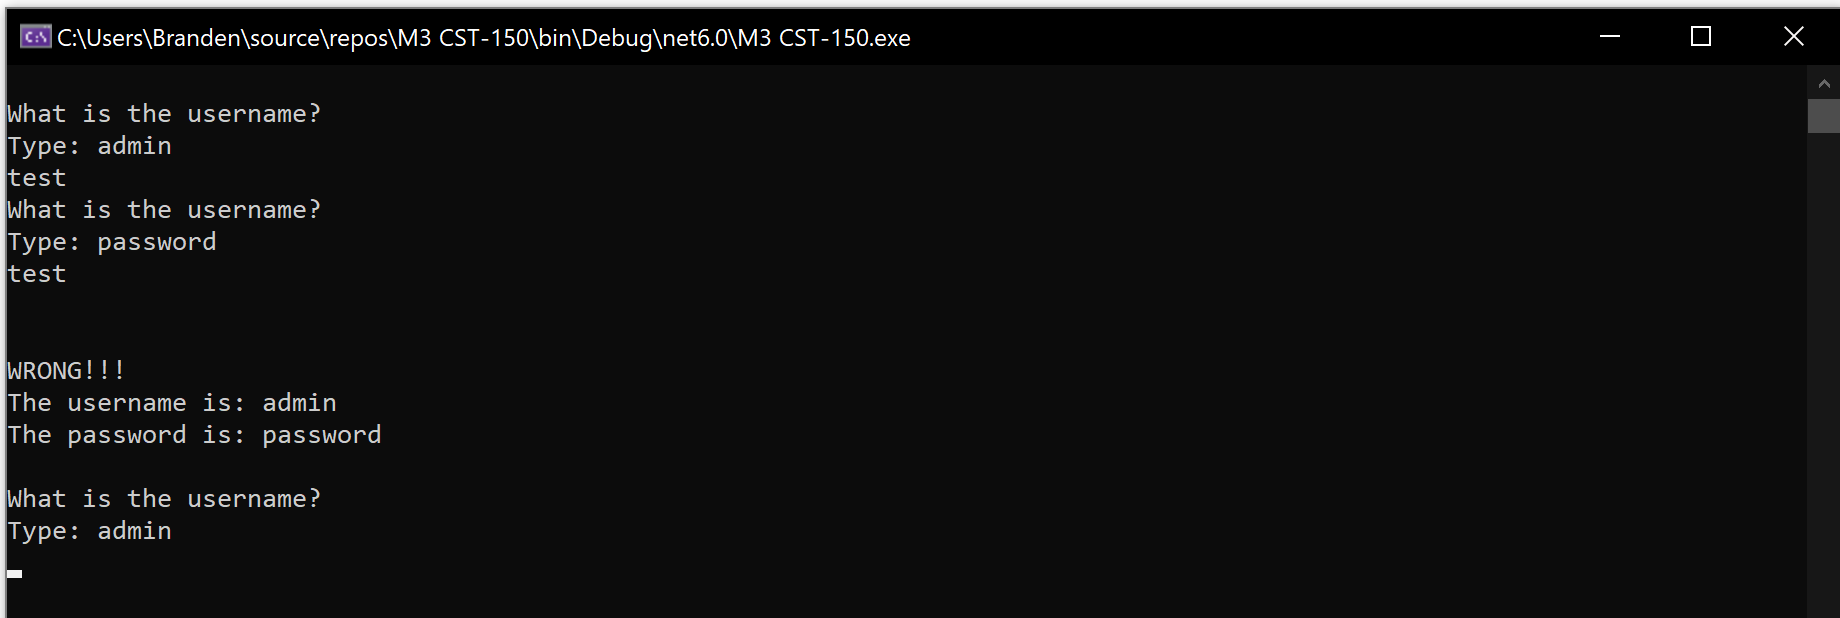 C:\Users\Branden\source\repos\M3 CST-150\bin\Debug\net6.0\M3 CST-150.exe
What is the username?
Type: admin
test
What is the username?
Type: password
test
WRONG!!!
The username is: admin
The password is: password
What is the username?
Type: admin